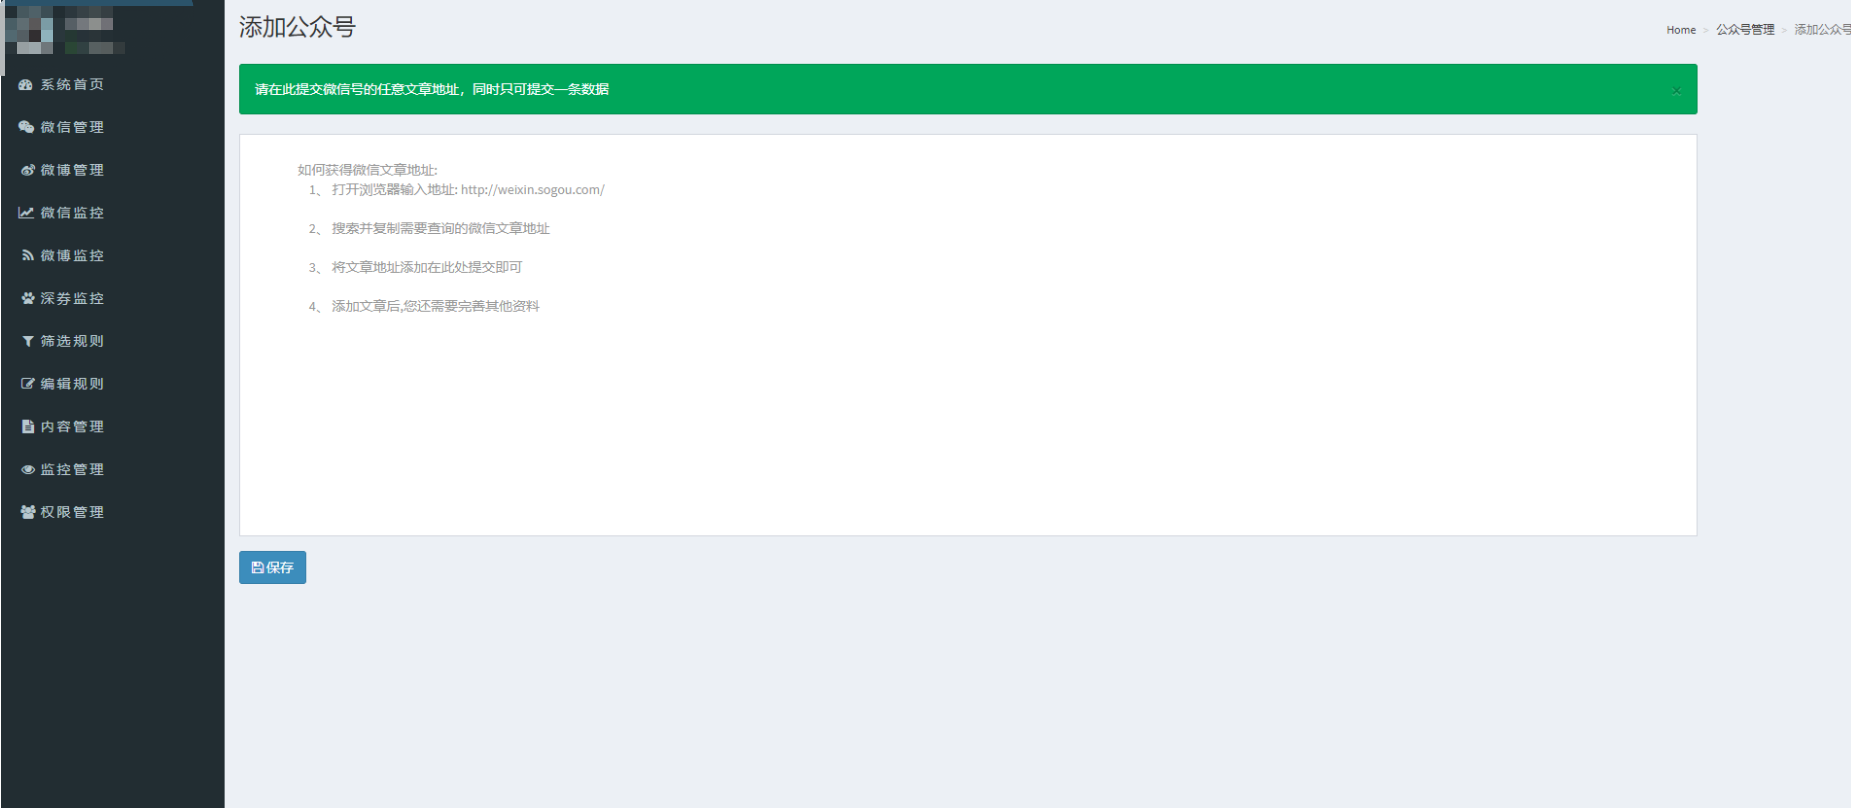 添加公众号
Home > 公众号管理 > 添加公众号
系统首页
微信管理
微博管理
微信监控
微博监控
深券监控
筛选规则
编辑规则
内容管理
监控管理
权限管理
请在此提交微信号的任意文章地址，同时只可提交一条数据
×
如何获得微信文章地址:
1、 打开浏览器输入地址: http://weixin.sogou.com/
2、 搜索并复制需要查询的微信文章地址
3、 将文章地址添加在此处提交即可
4、 添加文章后,您还需要完善其他资料
保存